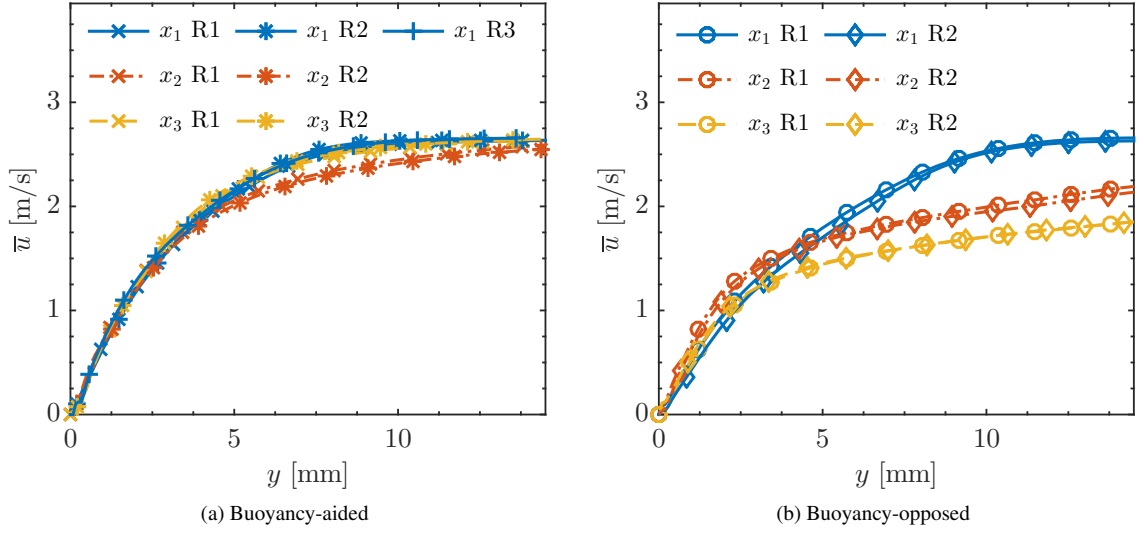 x₁ R1 x₁ R2 x₁ R3
x₂ R1 x₂ R2
x₃ R1 x₃ R2
3
2
1
0
u̅ [m/s]
0 5 10
y [mm]
(a) Buoyancy-aided
x₁ R1 x₁ R2
x₂ R1 x₂ R2
x₃ R1 x₃ R2
3
2
1
0
u̅ [m/s]
0 5 10
y [mm]
(b) Buoyancy-opposed